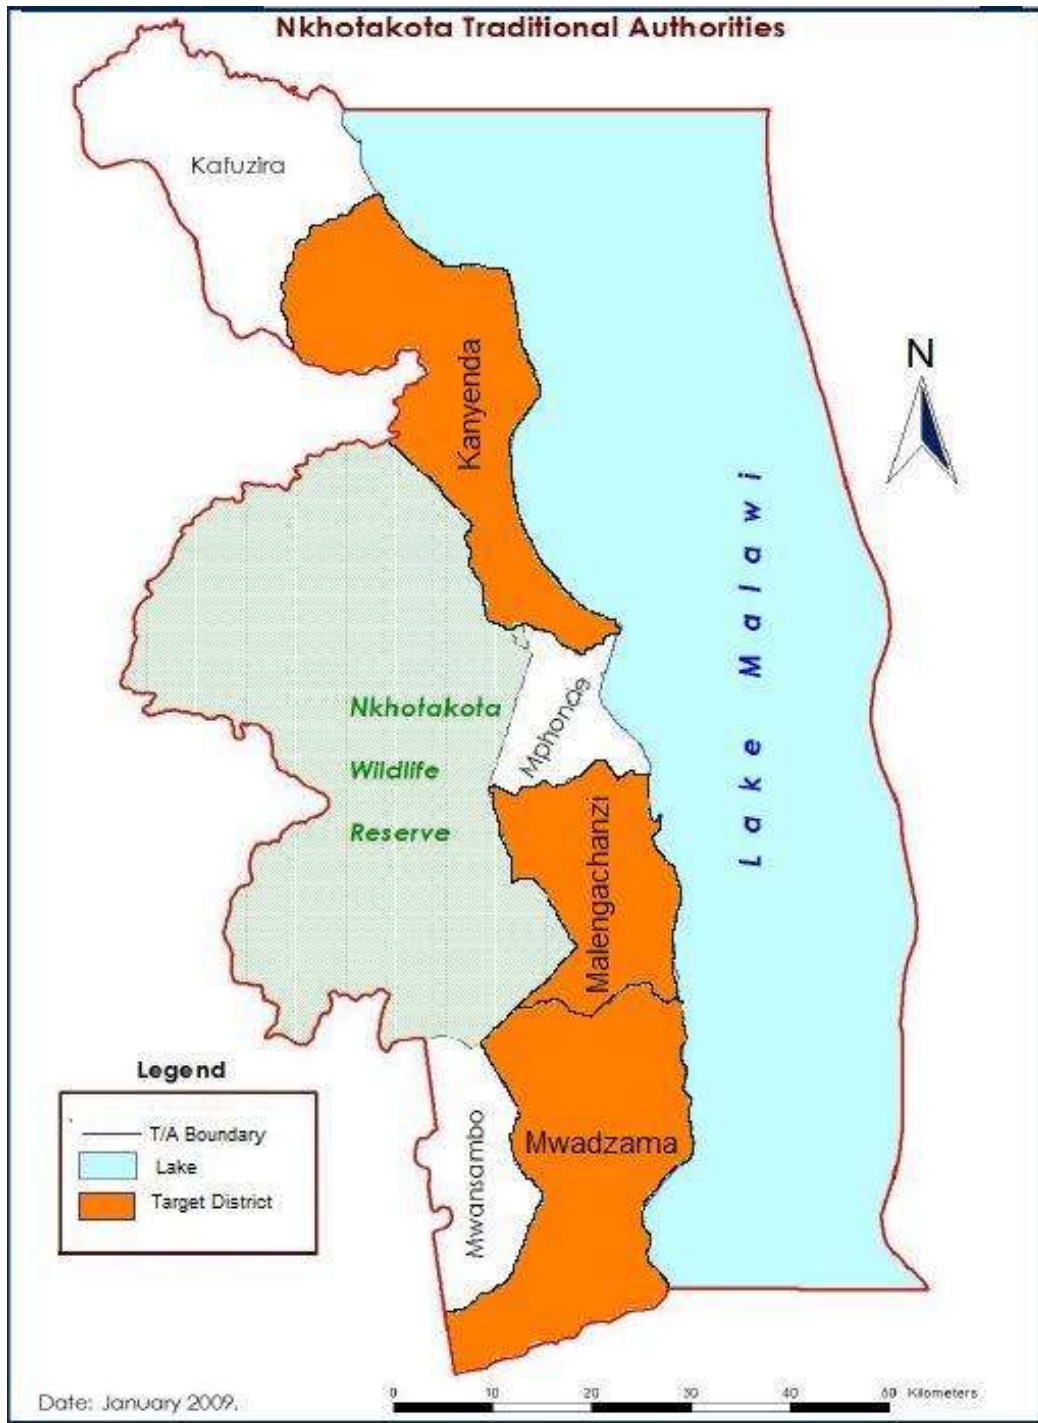 Nkhotakota Traditional Authorities
Kafuzira
N
Kanyenda
Lake Malawi
Nkhotakota
Wildlife
Reserve
Mphonde
Malengachanzi
Mwadzama
Mwansambo
Legend
T/A Boundary
Lake
Target District
Date: January 2009.
0 10 20 30 40 50 Kilometers